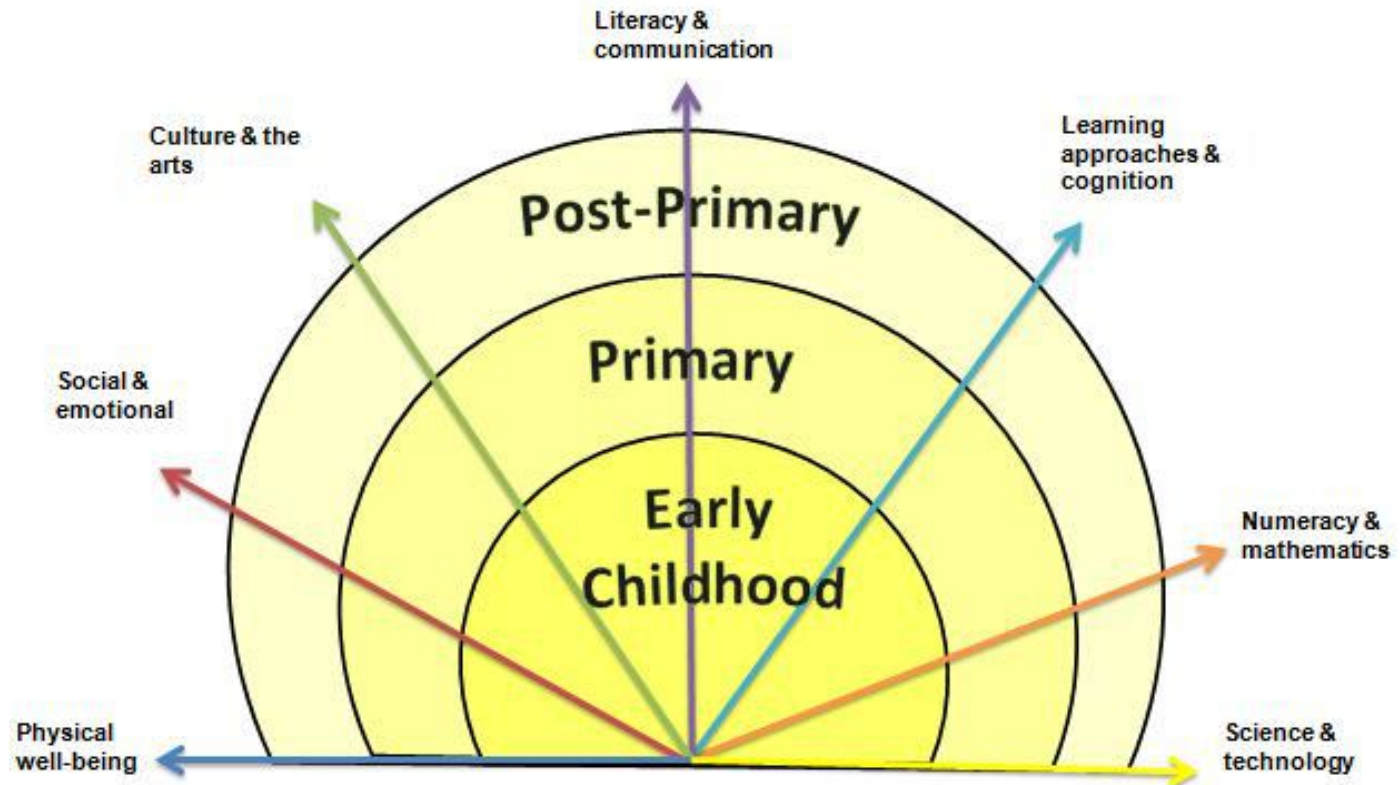 Literacy &
communication
Culture & the
arts
Learning
approaches &
cognition
Post-Primary
Primary
Social &
emotional
Early
Childhood
Numeracy &
mathematics
Physical
well-being
Science &
technology